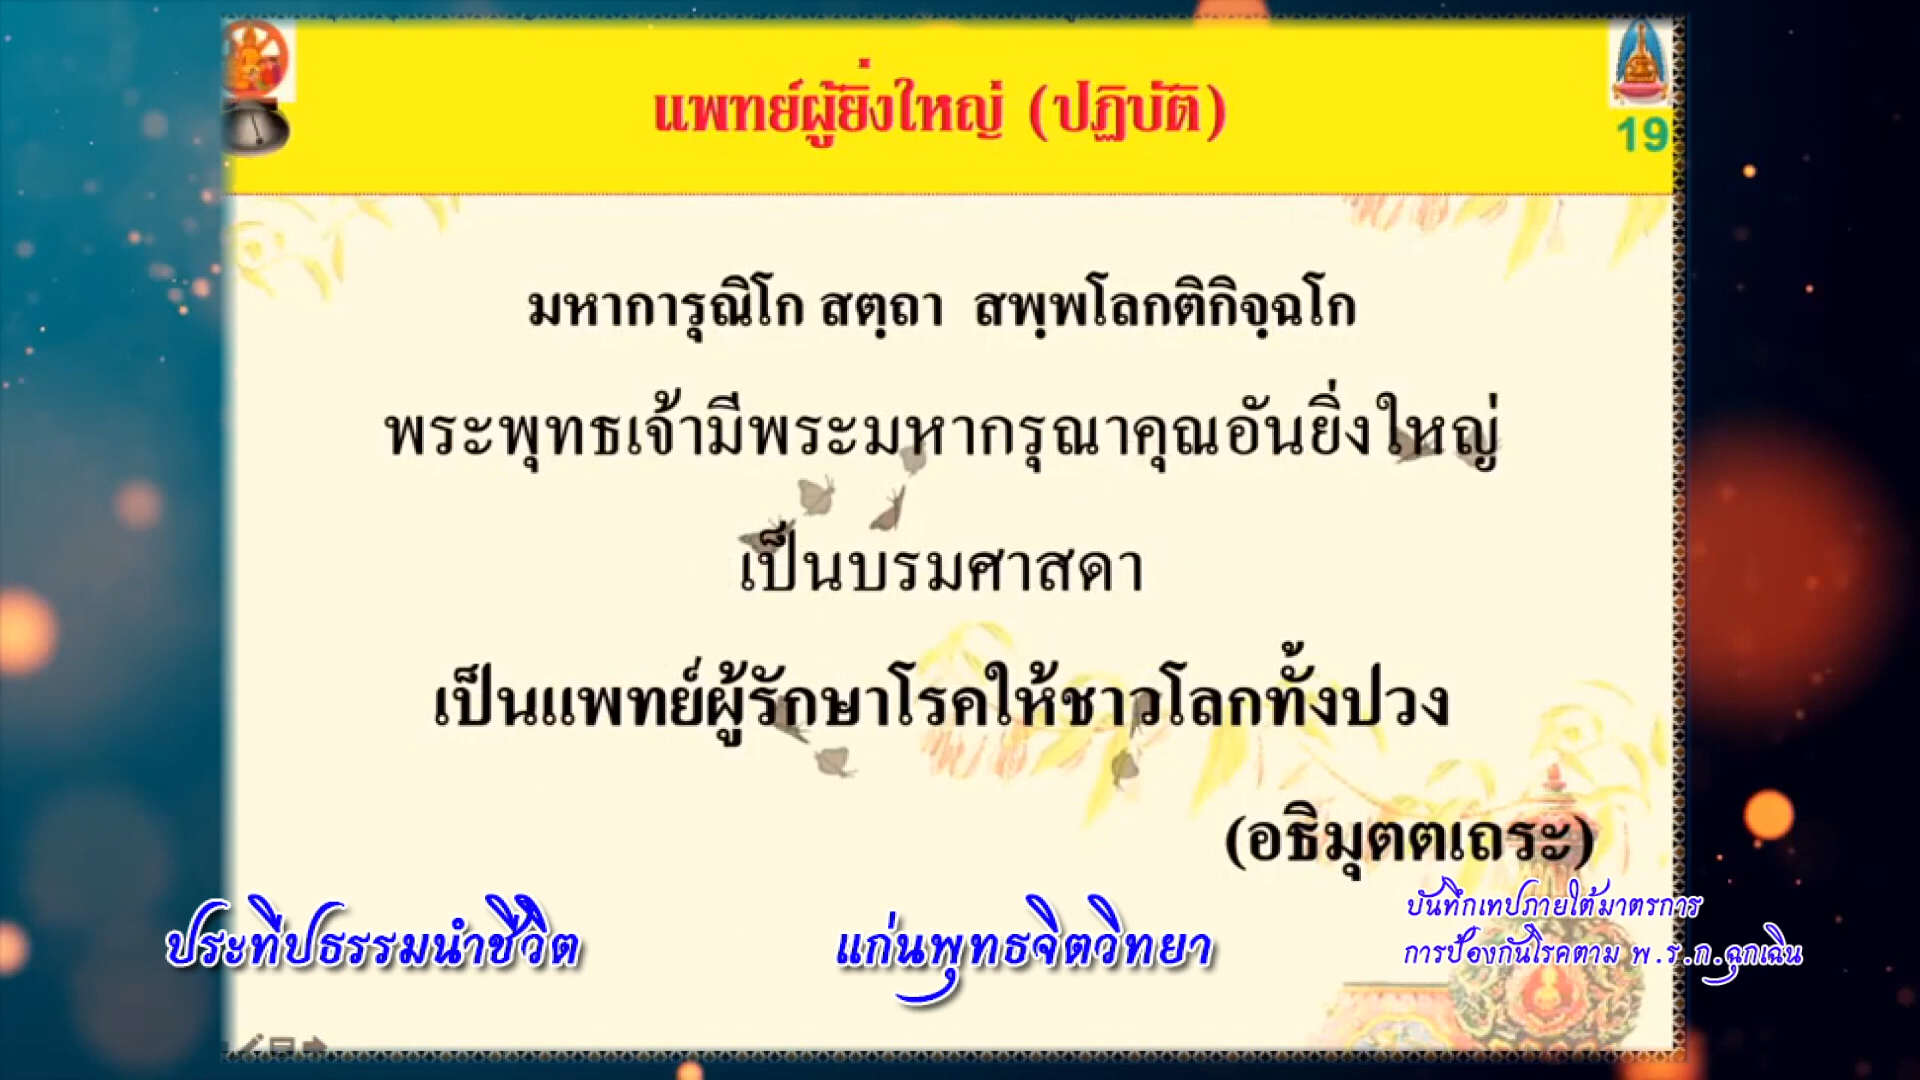 แพทย์ผู้ยิ่งใหญ่ (ปฏิบัติ)
19
มหาการุณิโก สตฺถา สพฺพโลกติกิจฺฉโก
พระพุทธเจ้ามีพระมหากรุณาคุณอันยิ่งใหญ่
เป็นบรมศาสดา
เป็นแพทย์ผู้รักษาโรคให้ชาวโลกทั้งปวง
(อธิมุตตเถระ)
ประทีปธรรมนำชีวิต
แก่นพุทธจิตวิทยา
บันทึกเทปภายใต้มาตรการ
การป้องกันโรคตาม พ.ร.ก.ฉุกเฉิน